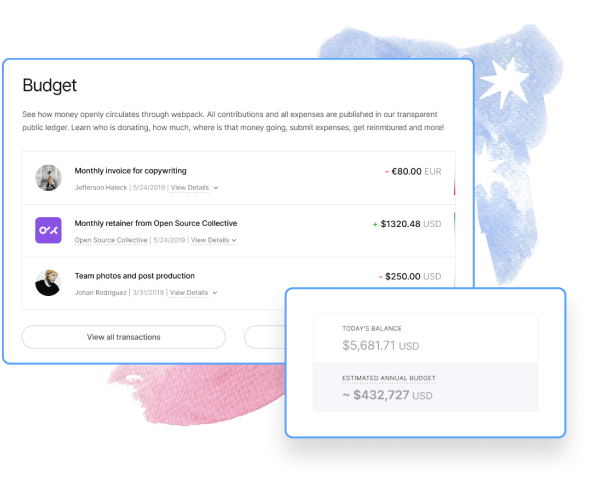 Budget
See how money openly circulates through webpack. All contributions and all expenses are published in our transparent
public ledger. Learn who is donating, how much, where is that money going, submit expenses, get reinmbured and more!
Monthly invoice for copywriting
- €80.00 EUR
Jefferson Haleck | 5/24/2019 | View Details
Monthly retainer from Open Source Collective
+ $1320.48 USD
Open Source Collective | 5/24/2019 | View Details
Team photos and post production
- $250.00 USD
Johan Rodriguez | 3/31/2019 | View Details
View all transactions
TODAY'S BALANCE
$5,681.71 USD
ESTIMATED ANNUAL BUDGET
~ $432,727 USD